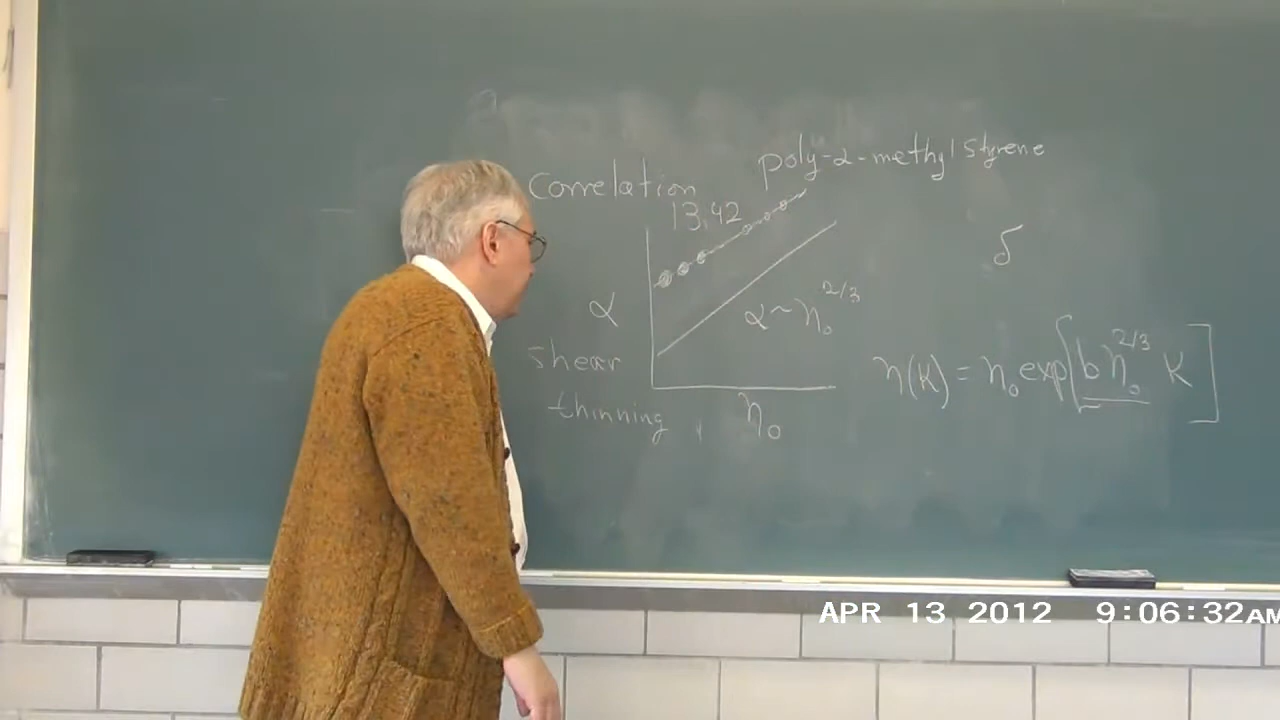 poly-α-methyl styrene
Correlation
13.42
δ
α
α ~ η₀^2/3
shear
η(κ) = η₀ exp[b η₀^2/3 κ]
thinning
η₀
APR 13 2012 9:06:32AM